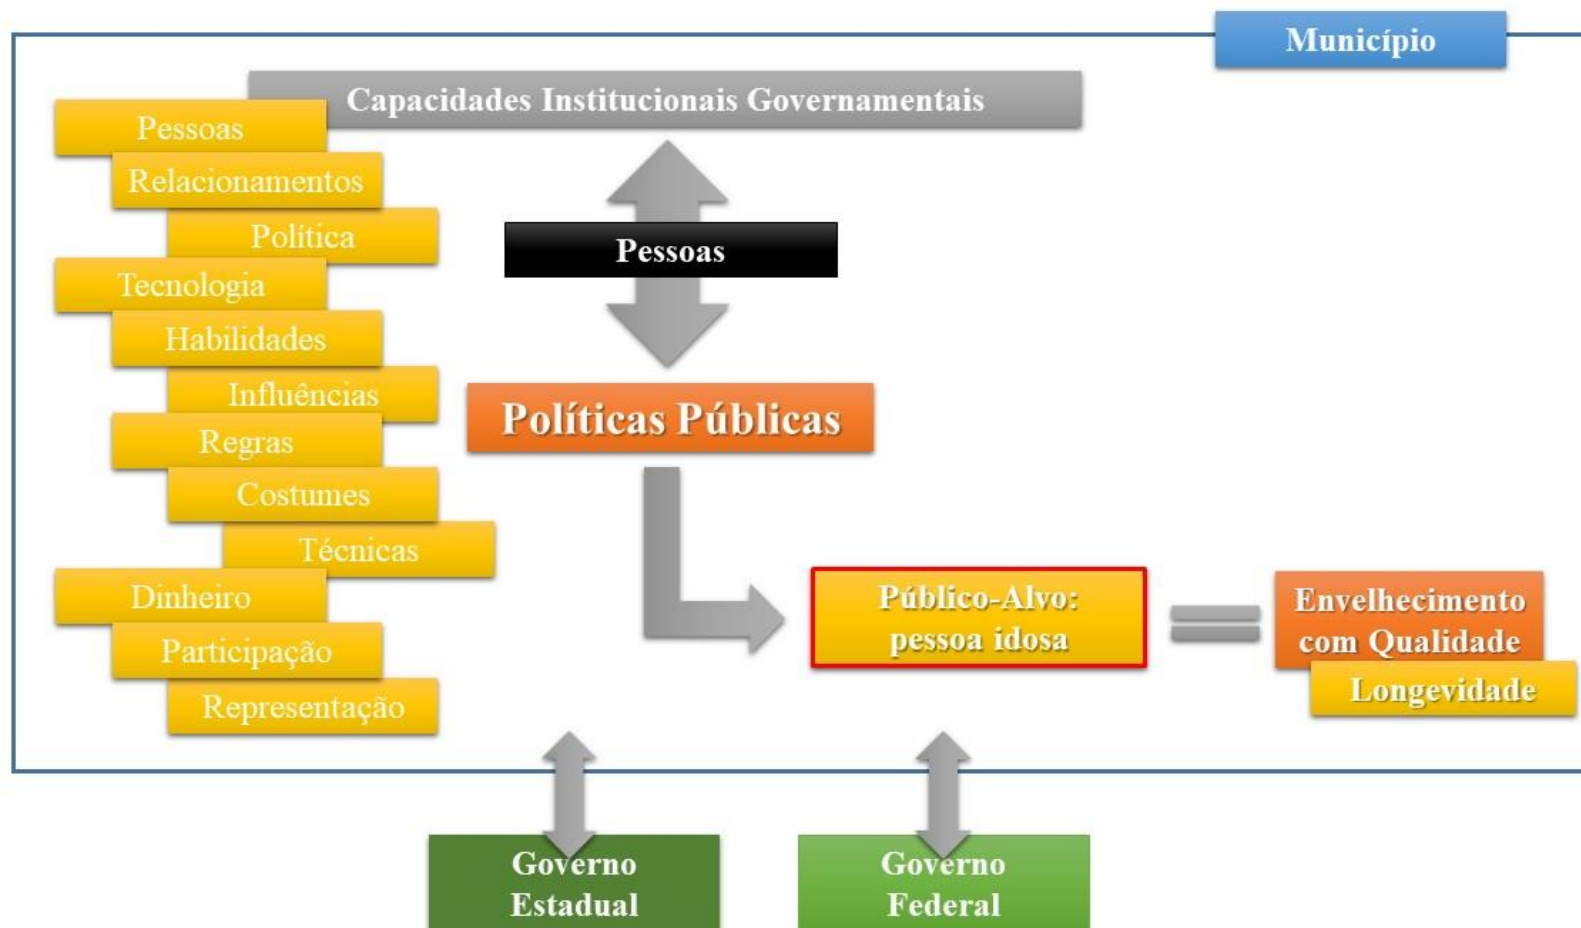 Município
Capacidades Institucionais Governamentais
Pessoas
Relacionamentos
Política
Tecnologia
Habilidades
Influências
Regras
Costumes
Técnicas
Dinheiro
Participação
Representação
Pessoas
Políticas Públicas
Público-Alvo:
pessoa idosa
Envelhecimento
com Qualidade
Longevidade
Governo
Estadual
Governo
Federal